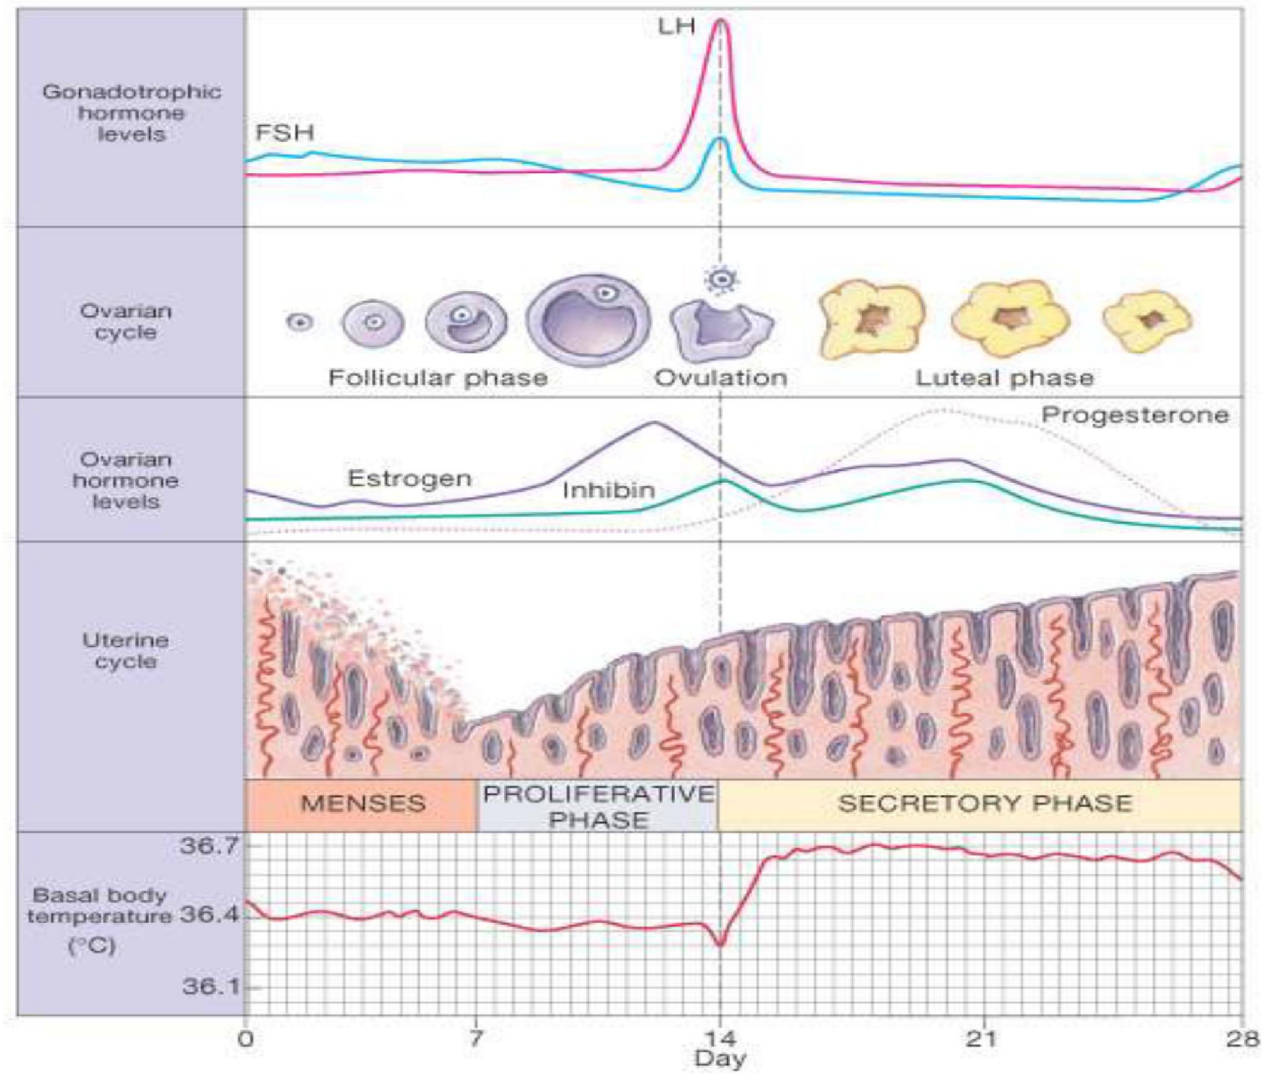 Gonadotrophic
hormone
levels
FSH
LH
Ovarian
cycle
Follicular phase
Ovulation
Luteal phase
Ovarian
hormone
levels
Estrogen
Inhibin
Progesterone
Uterine
cycle
MENSES
PROLIFERATIVE
PHASE
SECRETORY PHASE
Basal body
temperature
(°C)
36.7
36.4
36.1
0 7 14 21 28
Day